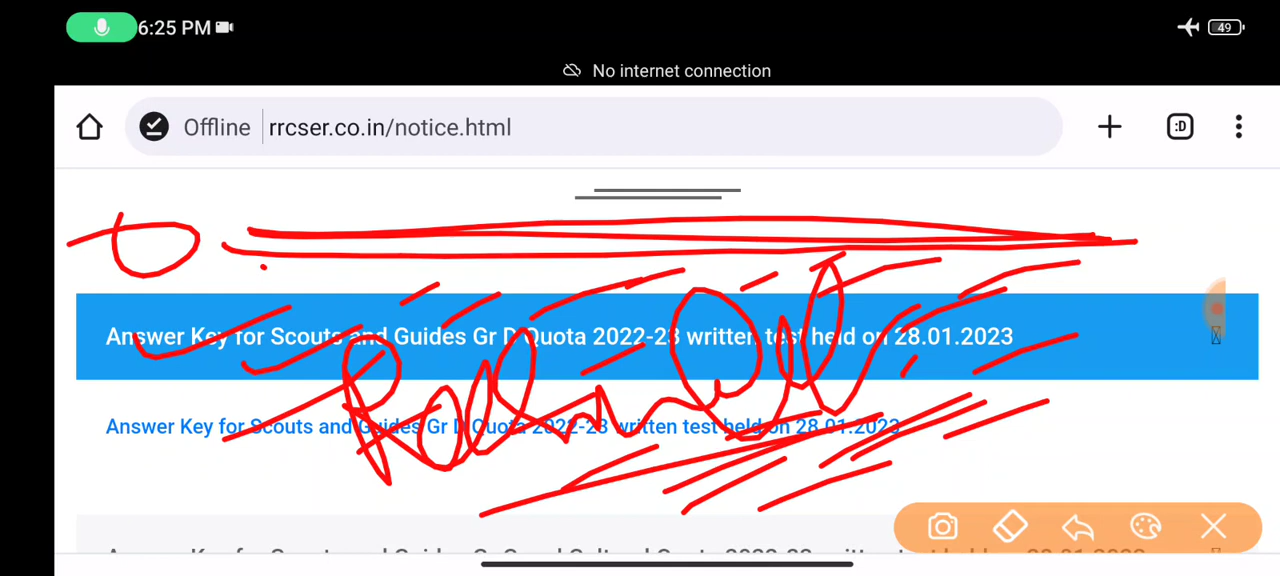 6:25 PM 49
No internet connection
Offline rrcser.co.in/notice.html :D
Answer Key for Scouts and Guides Gr D Quota 2022-23 written test held on 28.01.2023
Answer Key for Scouts and Guides Gr D Quota 2022-23 written test held on 28.01.2023